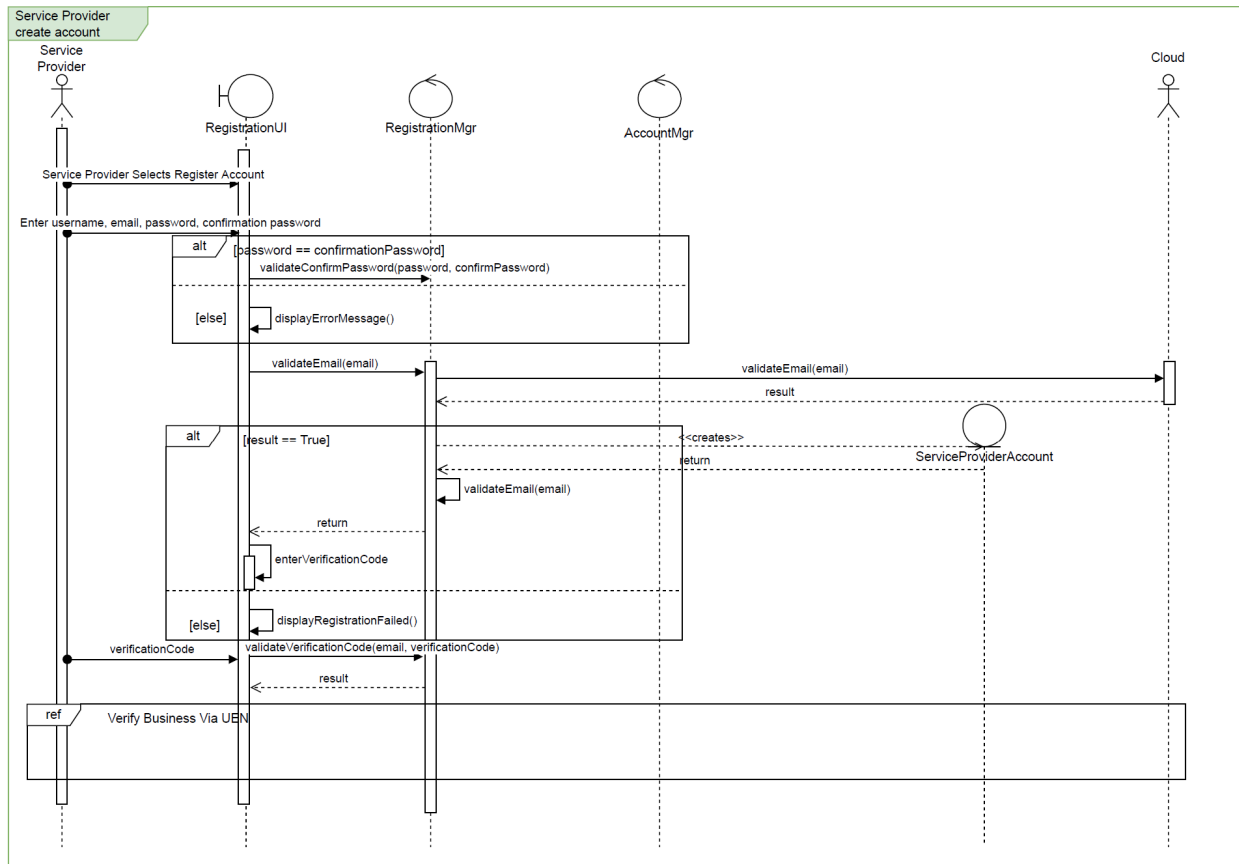 Service Provider
create account
Service
Provider
Cloud
RegistrationUI
RegistrationMgr
AccountMgr
Service Provider Selects Register Account
Enter username, email, password, confirmation password
alt
[password == confirmationPassword]
validateConfirmPassword(password, confirmPassword)
[else]
displayErrorMessage()
validateEmail(email)
validateEmail(email)
result
alt
[result == True]
<<creates>>
ServiceProviderAccount
return
validateEmail(email)
return
enterVerificationCode
[else]
displayRegistrationFailed()
verificationCode
validateVerificationCode(email, verificationCode)
result
ref
Verify Business Via UEN